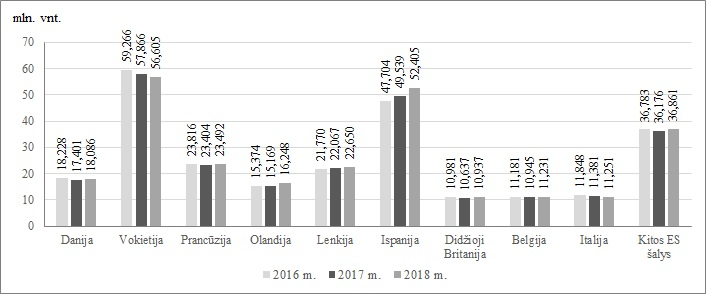 mln. vnt.
70
60
50
40
30
20
10
0
18,228
17,401
18,086
59,266
57,866
56,605
23,816
23,404
23,492
15,374
15,169
16,248
21,770
22,067
22,650
47,704
49,539
52,405
10,981
10,637
10,937
11,181
10,945
11,231
11,848
11,381
11,251
36,783
36,176
36,861
Danija
Vokietija
Prancūzija
Olandija
Lenkija
Ispanija
Didžioji
Britanija
Belgija
Italija
Kitos ES
šalys
2016 m.
2017 m.
2018 m.